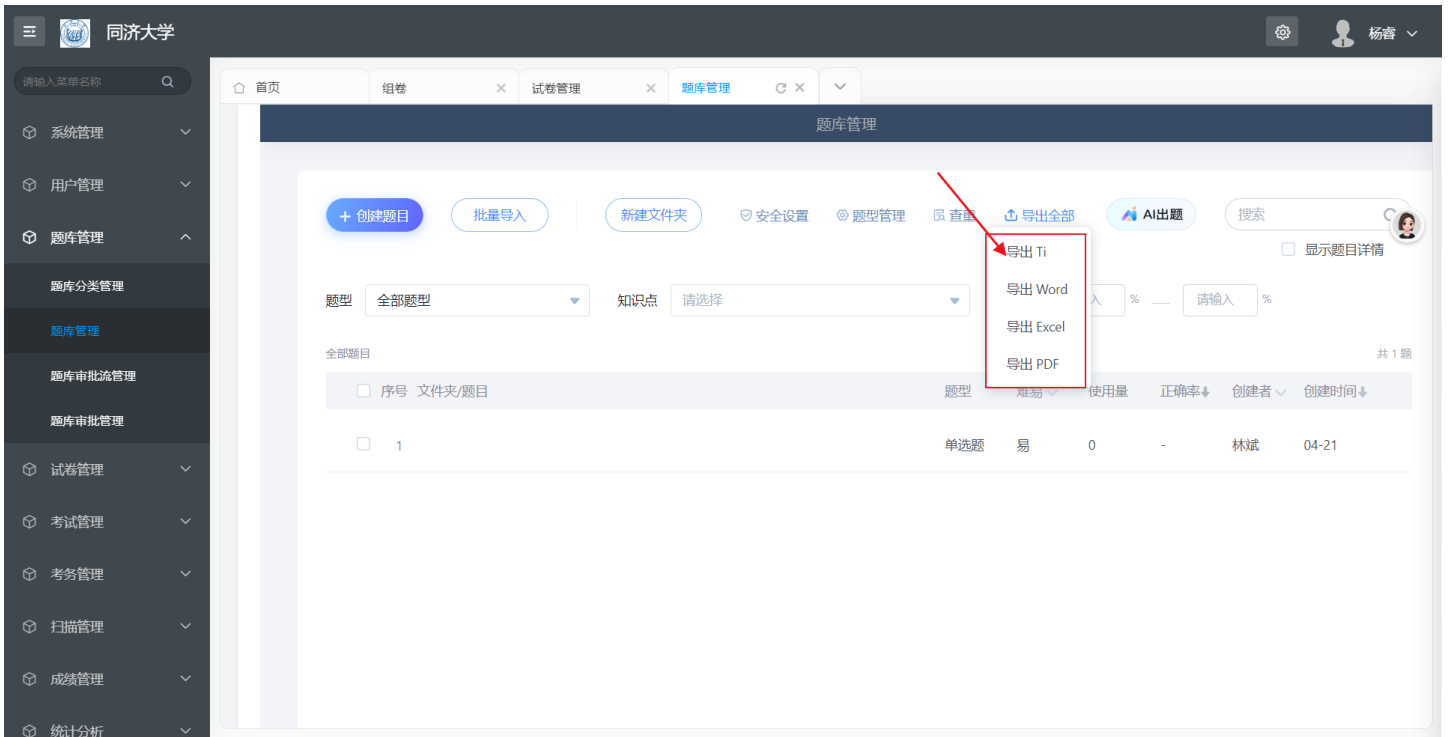 同济大学
杨睿
请输入菜单名称
首页
组卷
试卷管理
题库管理
系统管理
用户管理
题库管理
题库分类管理
题库管理
题库审批流管理
题库审批管理
试卷管理
考试管理
考务管理
扫描管理
成绩管理
统计分析
题库管理
+ 创建题目 批量导入 新建文件夹 安全设置 题型管理 查重 导出全部 AI出题 搜索
显示题目详情
导出 Ti
导出 Word
导出 Excel
导出 PDF
题型 全部题型 知识点 请选择 入 % 请输入 %
全部题目 共 1 题
序号 文件夹/题目 题型 难易 使用量 正确率 创建者 创建时间
1 单选题 易 0 - 林斌 04-21